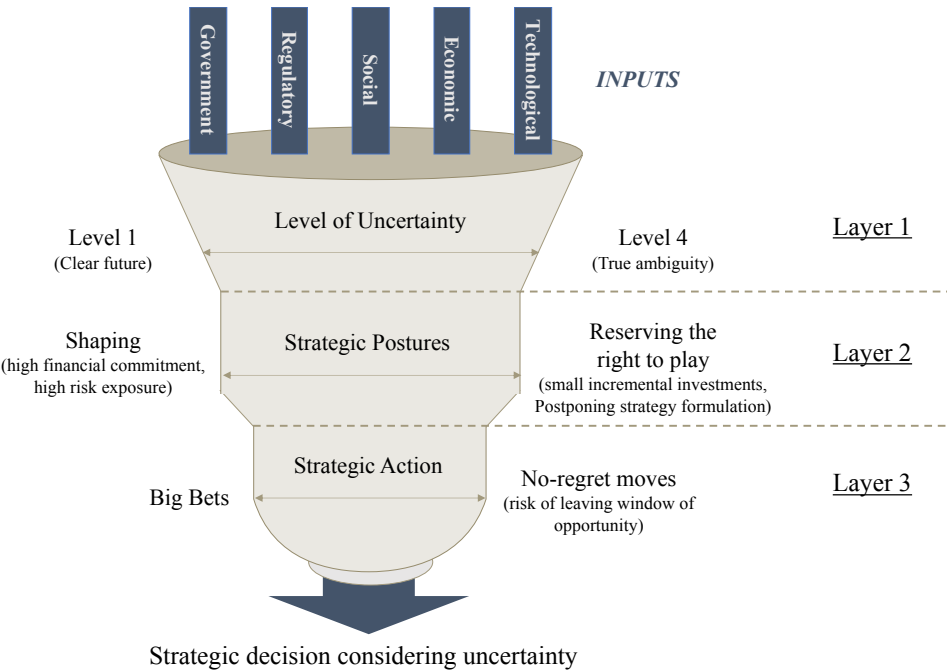 Government
Regulatory
Social
Economic
Technological
INPUTS
Level of Uncertainty
Level 1
(Clear future)
Level 4
(True ambiguity)
Layer 1
Shaping
(high financial commitment,
high risk exposure)
Strategic Postures
Reserving the
right to play
(small incremental investments,
Postponing strategy formulation)
Layer 2
Strategic Action
Big Bets
No-regret moves
(risk of leaving window of
opportunity)
Layer 3
Strategic decision considering uncertainty